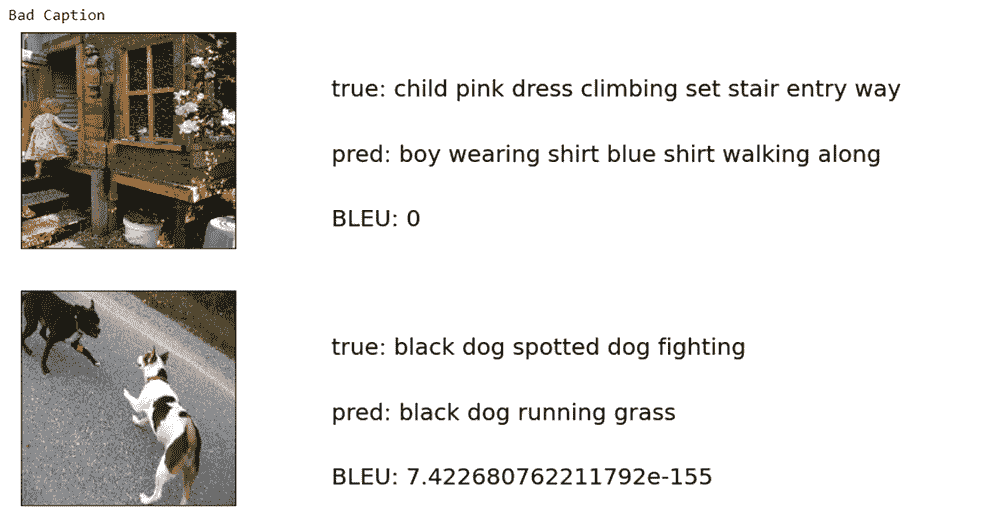 Bad Caption
true: child pink dress climbing set stair entry way
pred: boy wearing shirt blue shirt walking along
BLEU: 0
true: black dog spotted dog fighting
pred: black dog running grass
BLEU: 7.422680762211792e-155